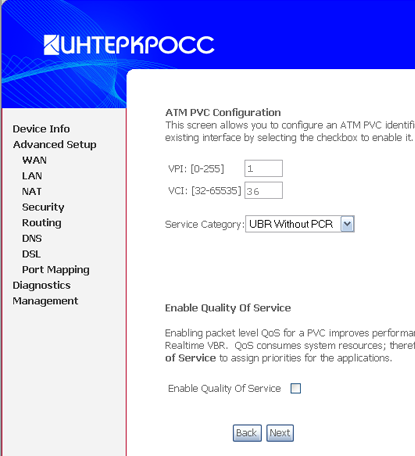 ИНТЕРКРОСС
ATM PVC Configuration
This screen allows you to configure an ATM PVC identifi
existing interface by selecting the checkbox to enable it.
Device Info
Advanced Setup
WAN
LAN
NAT
Security
Routing
DNS
DSL
Port Mapping
Diagnostics
Management
VPI: [0-255] 1
VCI: [32-65535] 36
Service Category: UBR Without PCR
Enable Quality Of Service
Enabling packet level QoS for a PVC improves performa
Realtime VBR. QoS consumes system resources; theref
of Service to assign priorities for the applications.
Enable Quality Of Service
Back Next